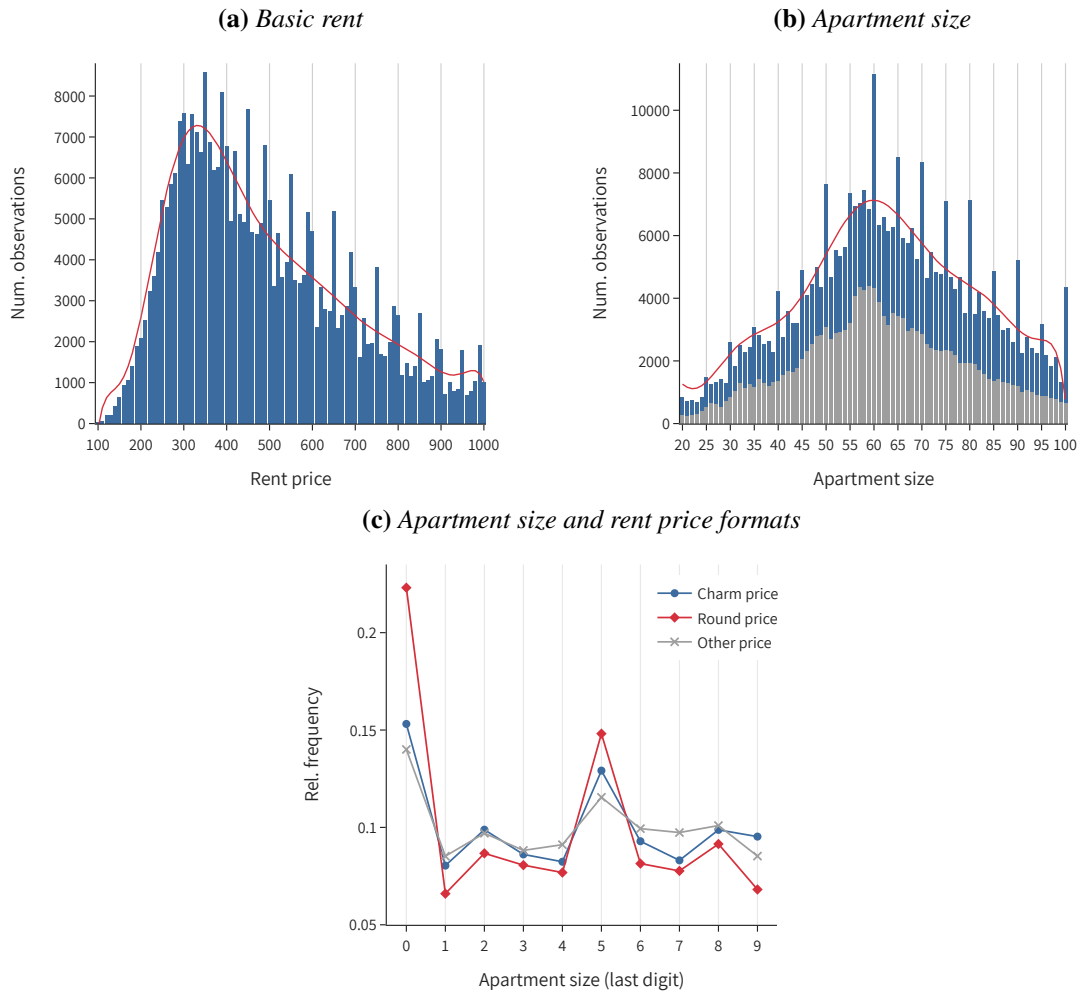 (a) Basic rent
(b) Apartment size
Num. observations
8000
7000
6000
5000
4000
3000
2000
1000
0
100 200 300 400 500 600 700 800 900 1000
Rent price
Num. observations
10000
8000
6000
4000
2000
0
20 25 30 35 40 45 50 55 60 65 70 75 80 85 90 95 100
Apartment size
(c) Apartment size and rent price formats
Charm price
Round price
Other price
Rel. frequency
0.2
0.15
0.1
0.05
0 1 2 3 4 5 6 7 8 9
Apartment size (last digit)